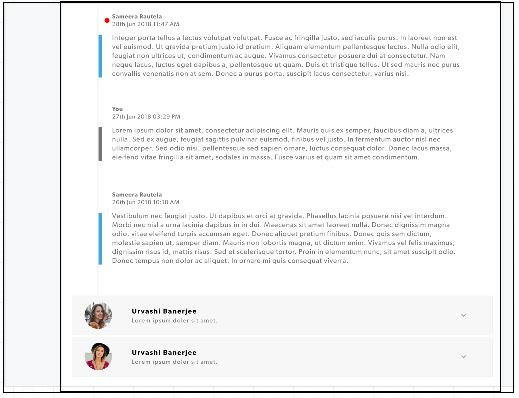 Sameera Rautela
28th Jun 2018 11:47 AM
Integer porta tellus a lectus volutpat volutpat. Fusce ac fringilla justo, sed iaculis purus. In laoreet non est
vel euismod. Ut gravida pretium justo id pretium. Aliquam elementum pellentesque lectus. Nulla odio elit,
feugiat non ultrices ut, condimentum ac augue. Vivamus consectetur posuere dui at consectetur. Nam
neque lacus, luctus eget dapibus a, pellentesque ut quam. Duis et tristique tellus. Ut sed mauris nec purus
convallis venenatis non at sem. Donec a purus porta, suscipit lacus consectetur, varius nisi.
You
27th Jun 2018 03:29 PM
Lorem ipsum dolor sit amet, consectetur adipiscing elit. Mauris quis ex semper, faucibus diam a, ultrices
nulla. Sed ex augue, feugiat sagittis pulvinar euismod, finibus vel justo. In fermentum auctor nisl nec
ullamcorper. Sed odio nisi, pellentesque sed sapien ornare, luctus consequat dolor. Donec lacus massa,
eleifend vitae fringilla sit amet, sodales in massa. Fusce varius et quam sit amet condimentum.
Sameera Rautela
26th Jun 2018 10:18 AM
Vestibulum nec feugiat justo. Ut dapibus et orci at gravida. Phasellus lacinia posuere nisi vel interdum.
Morbi nec nisl a urna lacinia dapibus in in dui. Maecenas sit amet laoreet nulla. Donec dignissim magna
odio, vitae eleifend turpis accumsan eget. Donec aliquet pretium finibus. Donec quis sem dictum,
molestie sapien ut, semper diam. Mauris non lobortis magna, ut dictum enim. Vivamus vel felis maximus,
dignissim risus id, mattis risus. Sed et scelerisque tortor. Proin in elementum nunc, sit amet suscipit odio.
Donec tempus non dolor ac aliquet. In ornare mi quis consequat viverra.
Urvashi Banerjee
Lorem ipsum dolor sit amet.
Urvashi Banerjee
Lorem ipsum dolor sit amet.